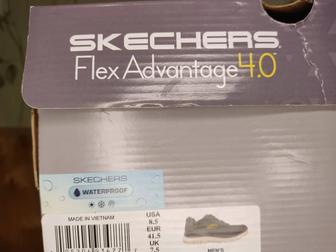 SKECHERS
Flex Advantage 4.0
SKECHERS
WATERPROOF
MADE IN VIETNAM
USA
8.5
EUR
41.5
UK
7.5
MEN'S